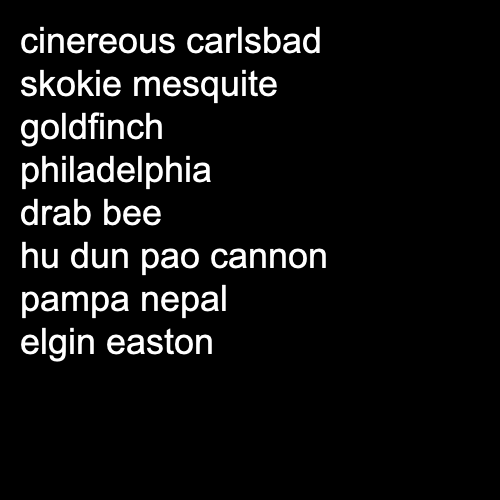 cinereous carlsbad
skokie mesquite
goldfinch
philadelphia
drab bee
hu dun pao cannon
pampa nepal
elgin easton